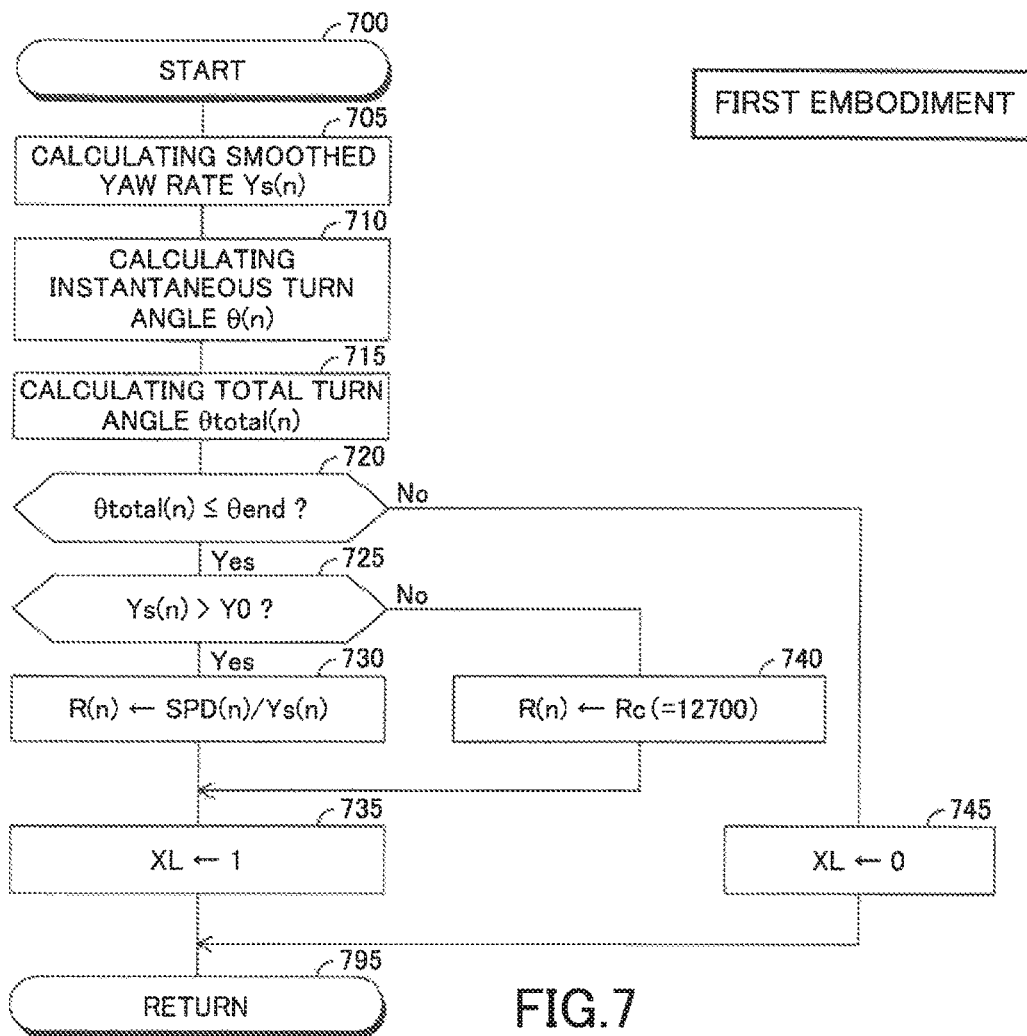 700
START
FIRST EMBODIMENT
705
CALCULATING SMOOTHED
YAW RATE Ys(n)
710
CALCULATING
INSTANTANEOUS TURN
ANGLE θ(n)
715
CALCULATING TOTAL TURN
ANGLE θtotal(n)
720
θtotal(n) ≦ θend ?
No
Yes
725
Ys(n) > Y0 ?
No
Yes
730
R(n) ← SPD(n)/Ys(n)
740
R(n) ← Rc (=12700)
735
XL ← 1
745
XL ← 0
795
RETURN
FIG.7